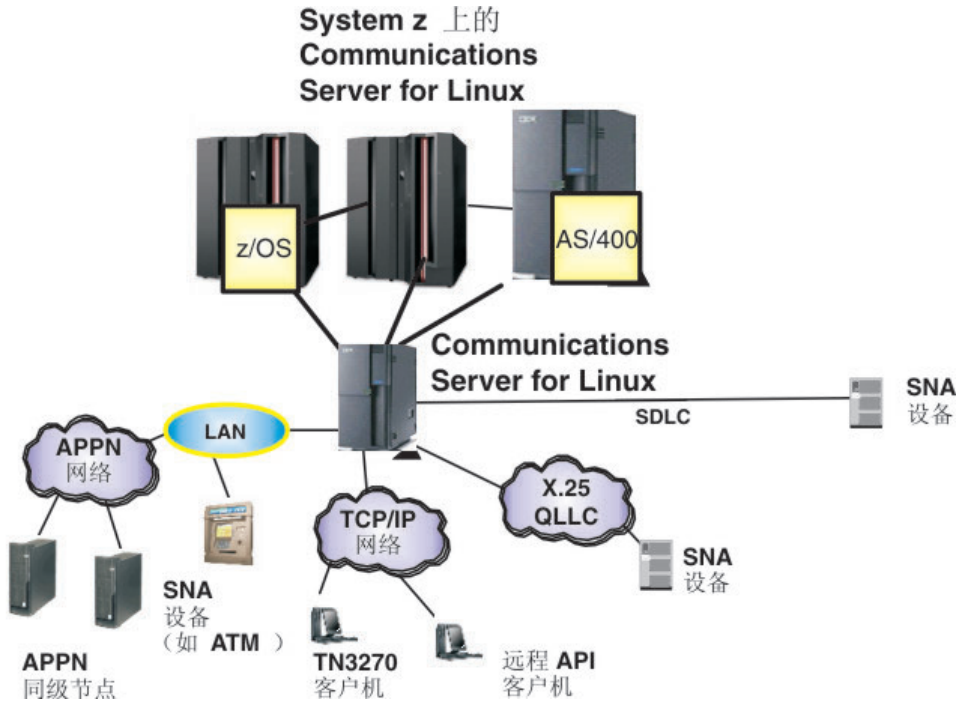 System z 上的
Communications
Server for Linux
z/OS
AS/400
Communications
Server for Linux
SDLC
SNA
设备
LAN
APPN
网络
X.25
QLLC
TCP/IP
网络
SNA
设备
SNA
设备
（如 ATM ）
APPN
同级节点
TN3270
客户机
远程 API
客户机